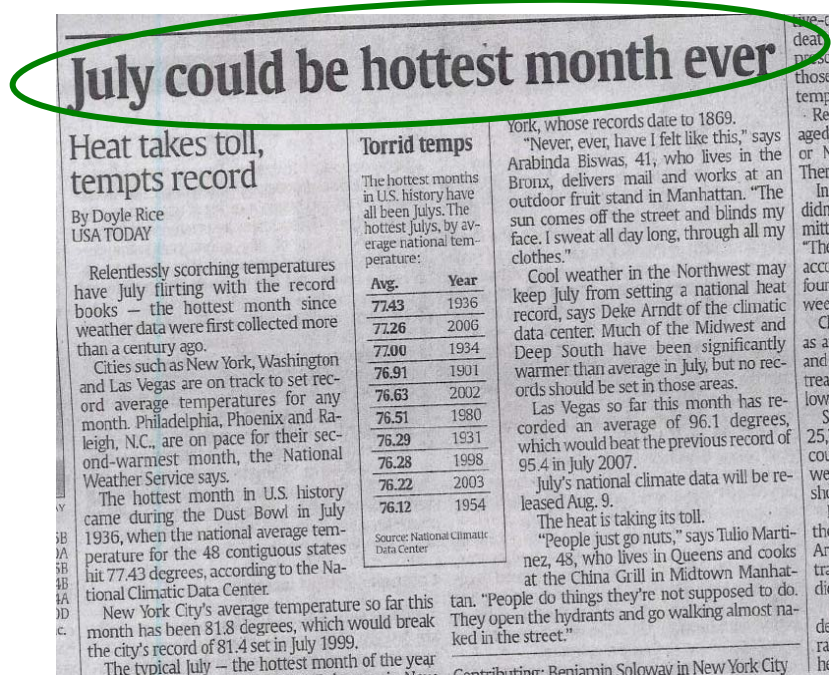 July could be hottest month ever
Heat takes toll,
tempts record
By Doyle Rice
USA TODAY
Relentlessly scorching temperatures
have July flirting with the record
books — the hottest month since
weather data were first collected more
than a century ago.
Cities such as New York, Washington
and Las Vegas are on track to set rec-
ord average temperatures for any
month. Philadelphia, Phoenix and Ra-
leigh, N.C., are on pace for their sec-
ond-warmest month, the National
Weather Service says.
The hottest month in U.S. history
came during the Dust Bowl in July
1936, when the national average tem-
perature for the 48 contiguous states
hit 77.43 degrees, according to the Na-
tional Climatic Data Center.
New York City's average temperature so far this
month has been 81.8 degrees, which would break
the city's record of 81.4 set in July 1999.
The typical July — the hottest month of the year
Torrid temps
The hottest months
in U.S. history have
all been Julys. The
hottest Julys, by av-
erage national tem-
perature:
Avg. Year
77.43 1936
77.26 2006
77.00 1934
76.91 1901
76.63 2002
76.51 1980
76.29 1931
76.28 1998
76.22 2003
76.12 1954
Source: National Climatic
Data Center
York, whose records date to 1869.
"Never, ever, have I felt like this," says
Arabinda Biswas, 41, who lives in the
Bronx, delivers mail and works at an
outdoor fruit stand in Manhattan. "The
sun comes off the street and blinds my
face. I sweat all day long, through all my
clothes."
Cool weather in the Northwest may
keep July from setting a national heat
record, says Deke Arndt of the climatic
data center. Much of the Midwest and
Deep South have been significantly
warmer than average in July, but no rec-
ords should be set in those areas.
Las Vegas so far this month has re-
corded an average of 96.1 degrees,
which would beat the previous record of
95.4 in July 2007.
July's national climate data will be re-
leased Aug. 9.
The heat is taking its toll.
"People just go nuts," says Tulio Marti-
nez, 48, who lives in Queens and cooks
at the China Grill in Midtown Manhat-
tan. "People do things they're not supposed to do.
They open the hydrants and go walking almost na-
ked in the street."
Contributing: Benjamin Soloway in New York City